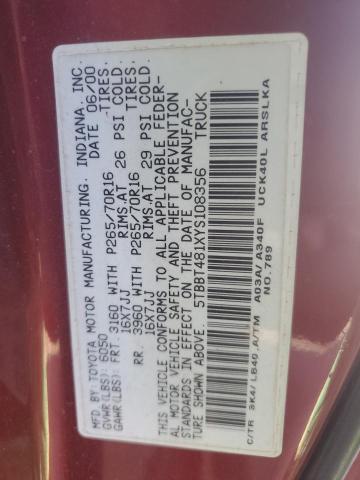 MFD.BY:TOYOTA MOTOR MANUFACTURING, INDIANA, INC.
GVWR(LBS): 6050 DATE 06/00
GAWR(LBS): FRT. 3160 WITH P265/70R16 TIRES,
16X7JJ RIMS.AT 26 PSI COLD.
RR. 3960 WITH P265/70R16 TIRES,
16X7JJ RIMS.AT 29 PSI COLD.
THIS VEHICLE CONFORMS TO ALL APPLICABLE FEDER-
AL MOTOR VEHICLE SAFETY AND THEFT PREVENTION
STANDARDS IN EFFECT ON THE DATE OF MANUFAC-
TURE SHOWN ABOVE.
5TBBT481XYS108356 TRUCK
C/TR 3K4/LB40.A/TM A03A/A340F UCK40L ARSLKA
NO.789